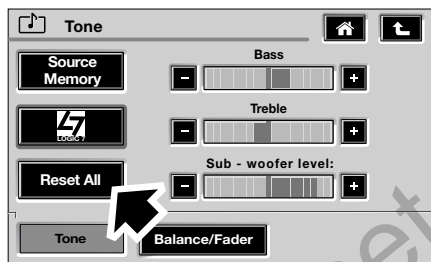 Tone
Source
Memory
LOGIC 7
Reset All
Bass
- +
Treble
- +
Sub - woofer level:
- +
Tone
Balance/Fader